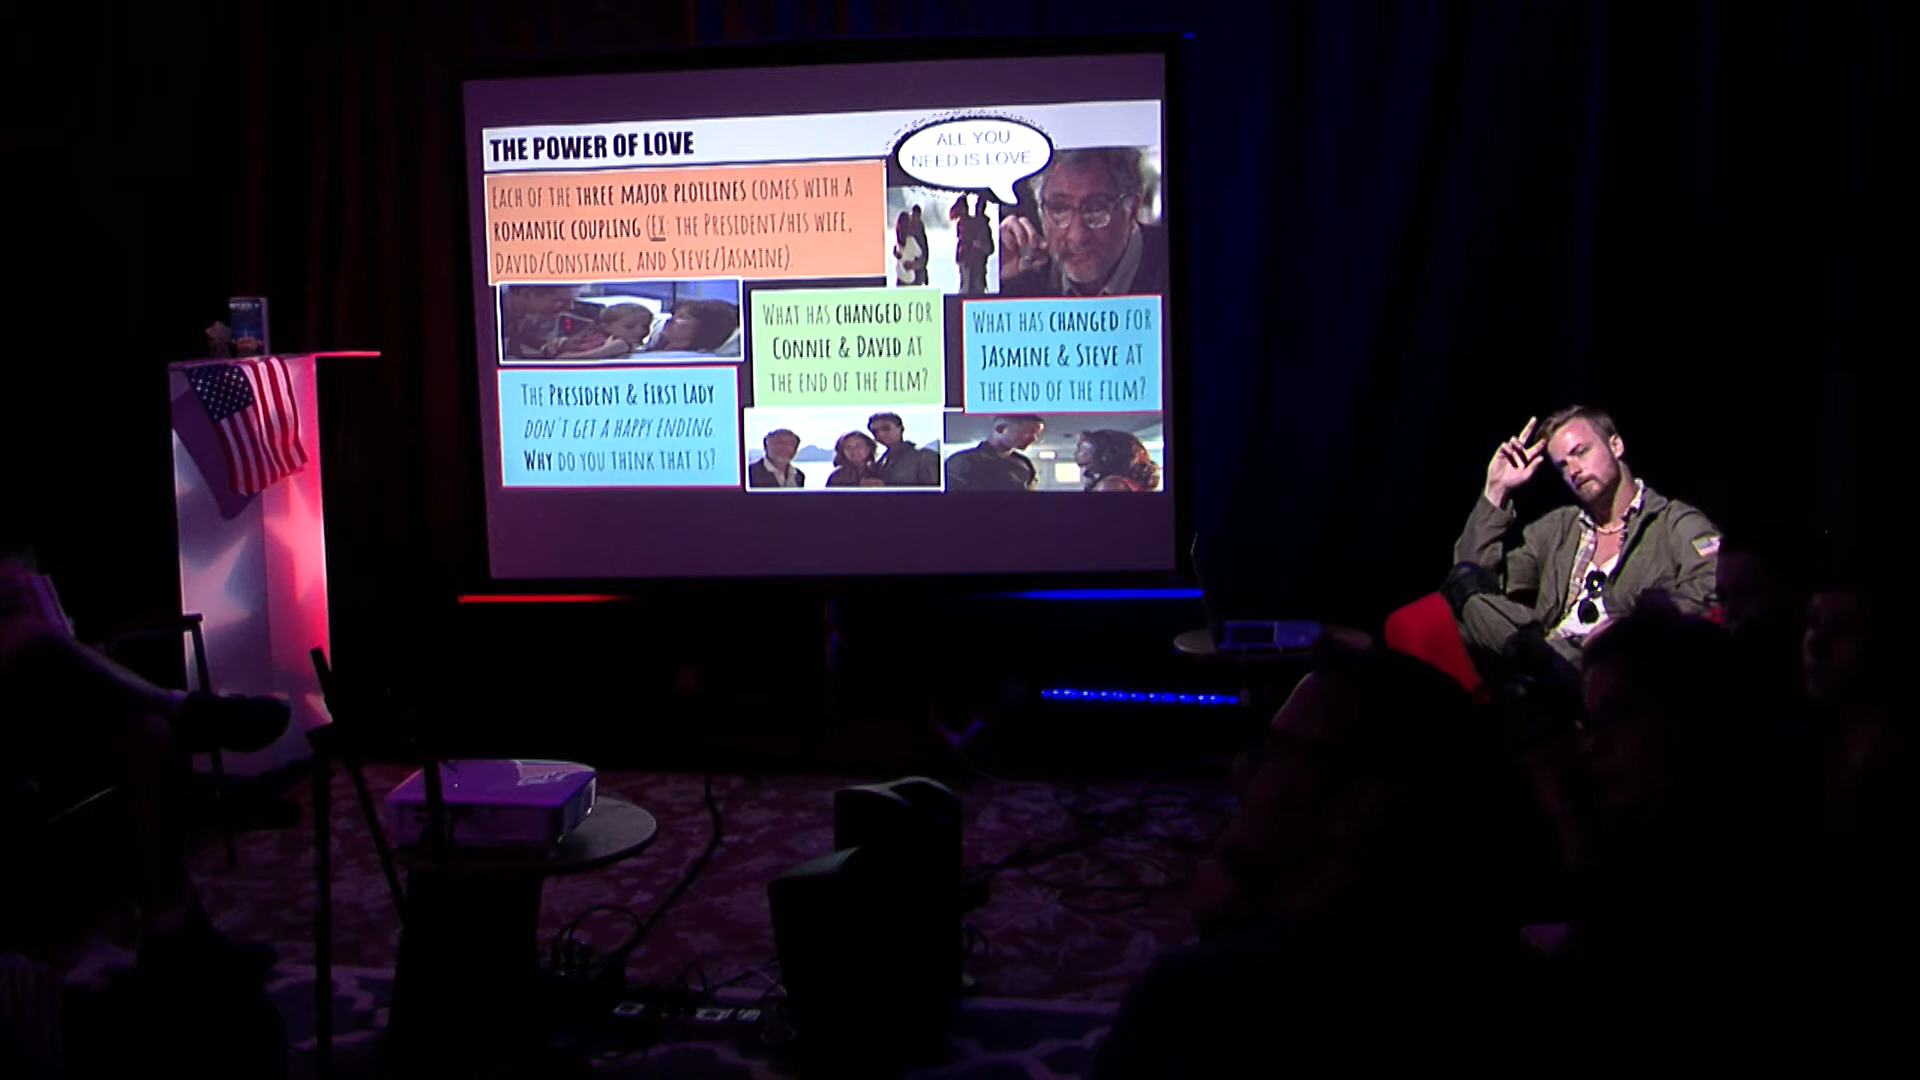 THE POWER OF LOVE
ALL YOU
NEED IS LOVE
EACH OF THE THREE MAJOR PLOTLINES COMES WITH A
ROMANTIC COUPLING (EX: THE PRESIDENT/HIS WIFE,
DAVID/CONSTANCE, AND STEVE/JASMINE).
WHAT HAS CHANGED FOR
CONNIE & DAVID AT
THE END OF THE FILM?
WHAT HAS CHANGED FOR
JASMINE & STEVE AT
THE END OF THE FILM?
THE PRESIDENT & FIRST LADY
DON'T GET A HAPPY ENDING.
WHY DO YOU THINK THAT IS?